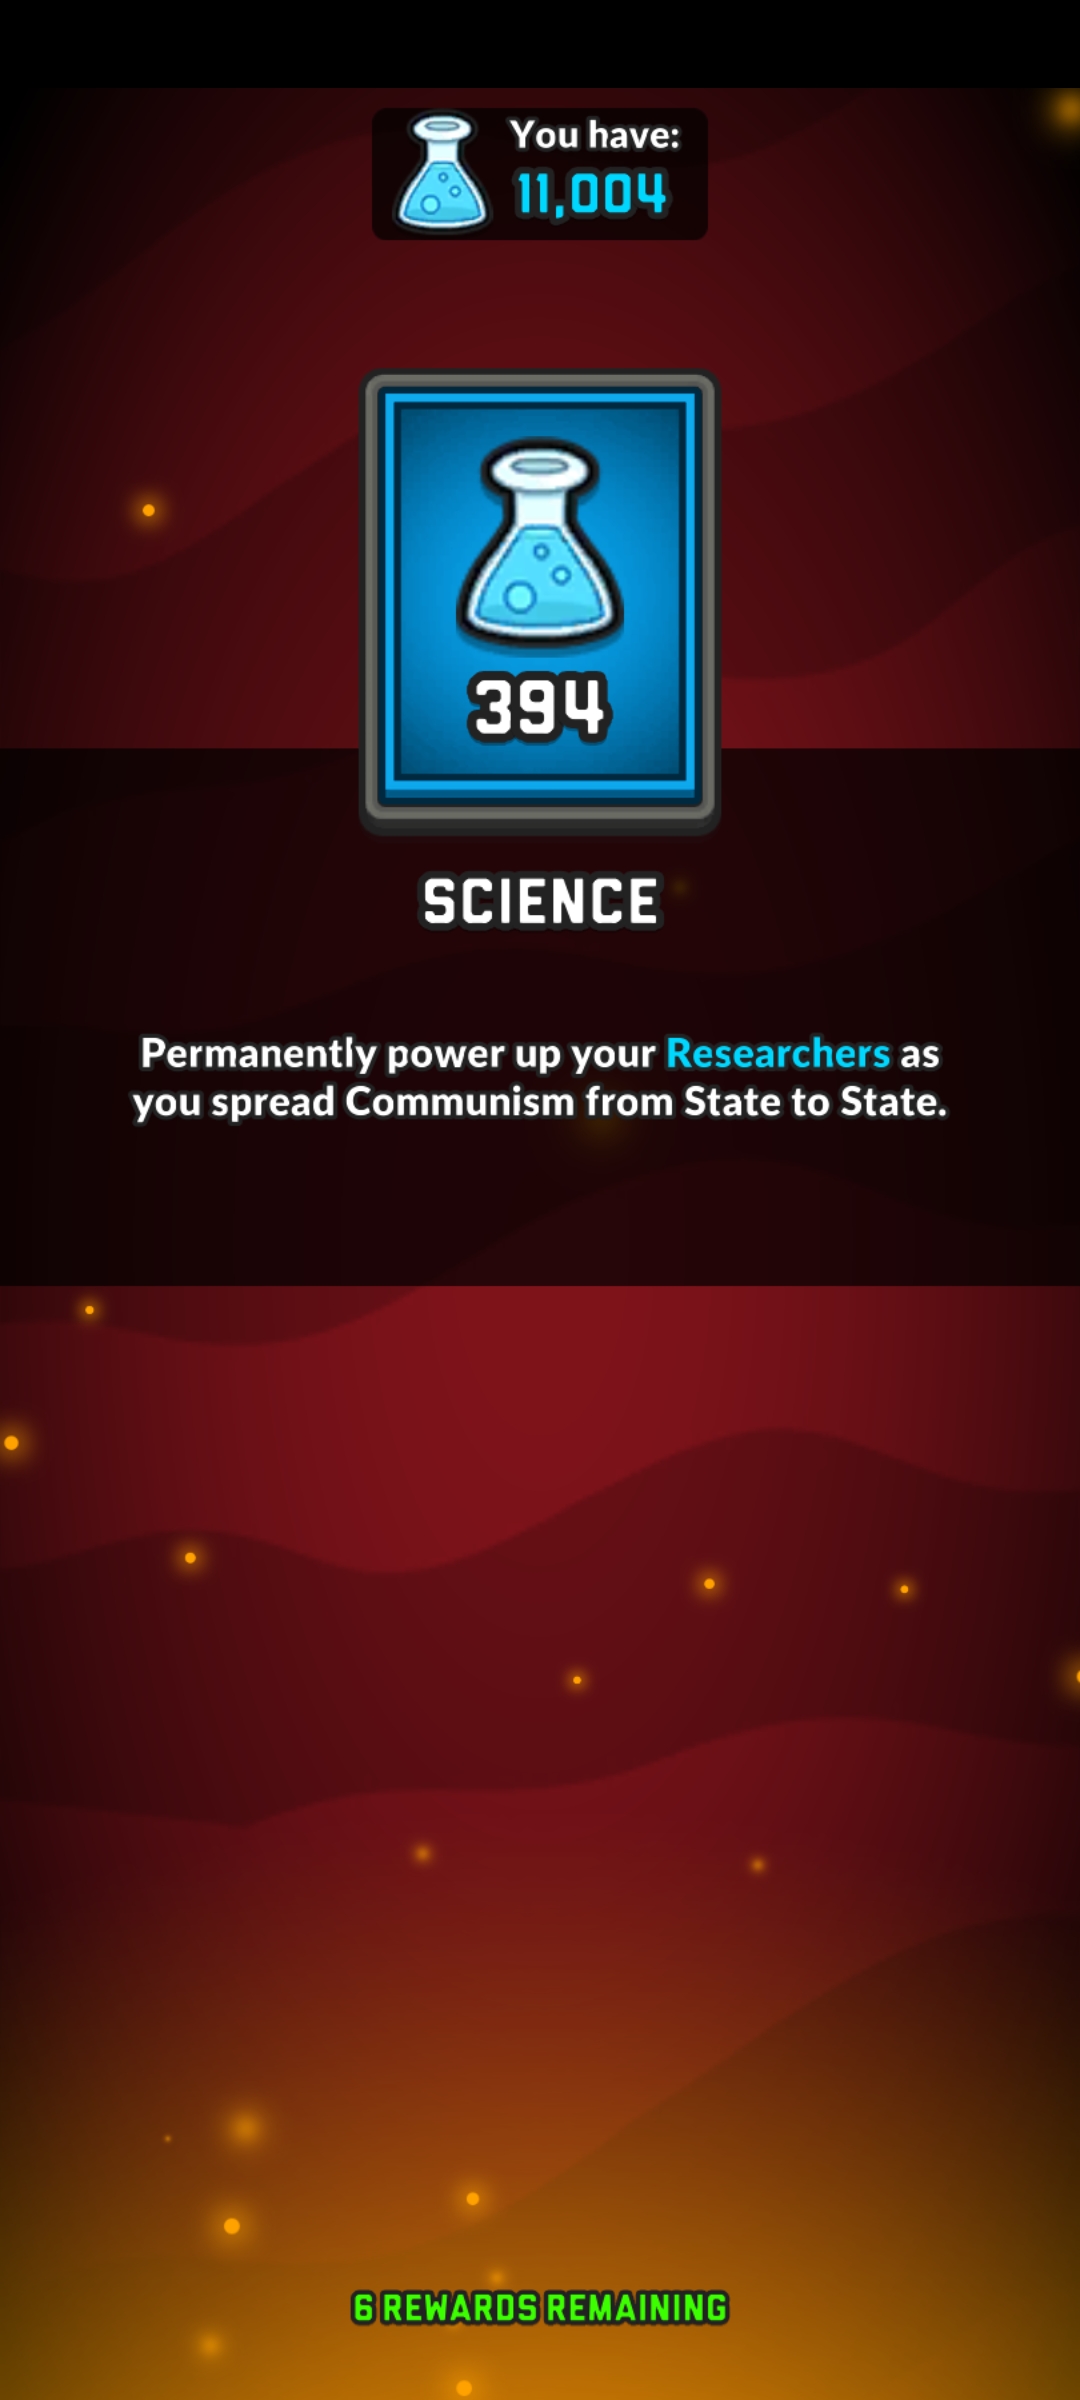 You have:
11,004
394
SCIENCE
Permanently power up your Researchers as
you spread Communism from State to State.
6 REWARDS REMAINING